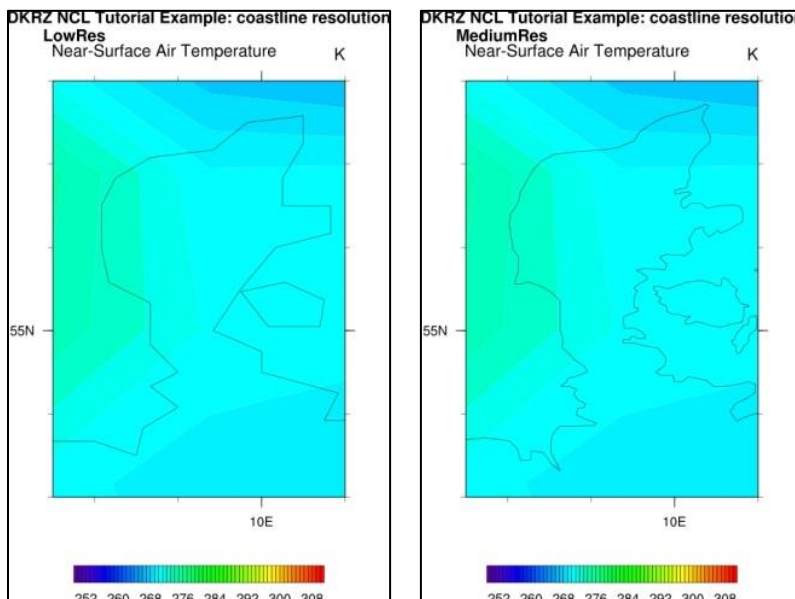 DKRZ NCL Tutorial Example: coastline resolution
LowRes
Near-Surface Air Temperature K
55N
10E
252 260 268 276 284 292 300 308
DKRZ NCL Tutorial Example: coastline resolutio
MediumRes
Near-Surface Air Temperature K
55N
10E
252 260 268 276 284 292 300 308